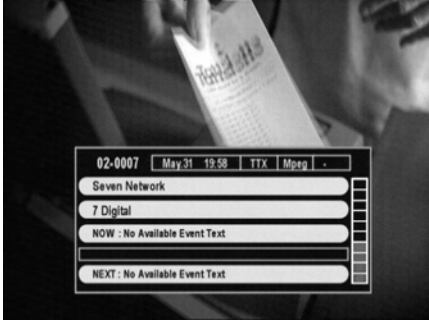 02-0007 May.31 19:58 TTX Mpeg -
Seven Network
7 Digital
NOW : No Available Event Text
NEXT : No Available Event Text